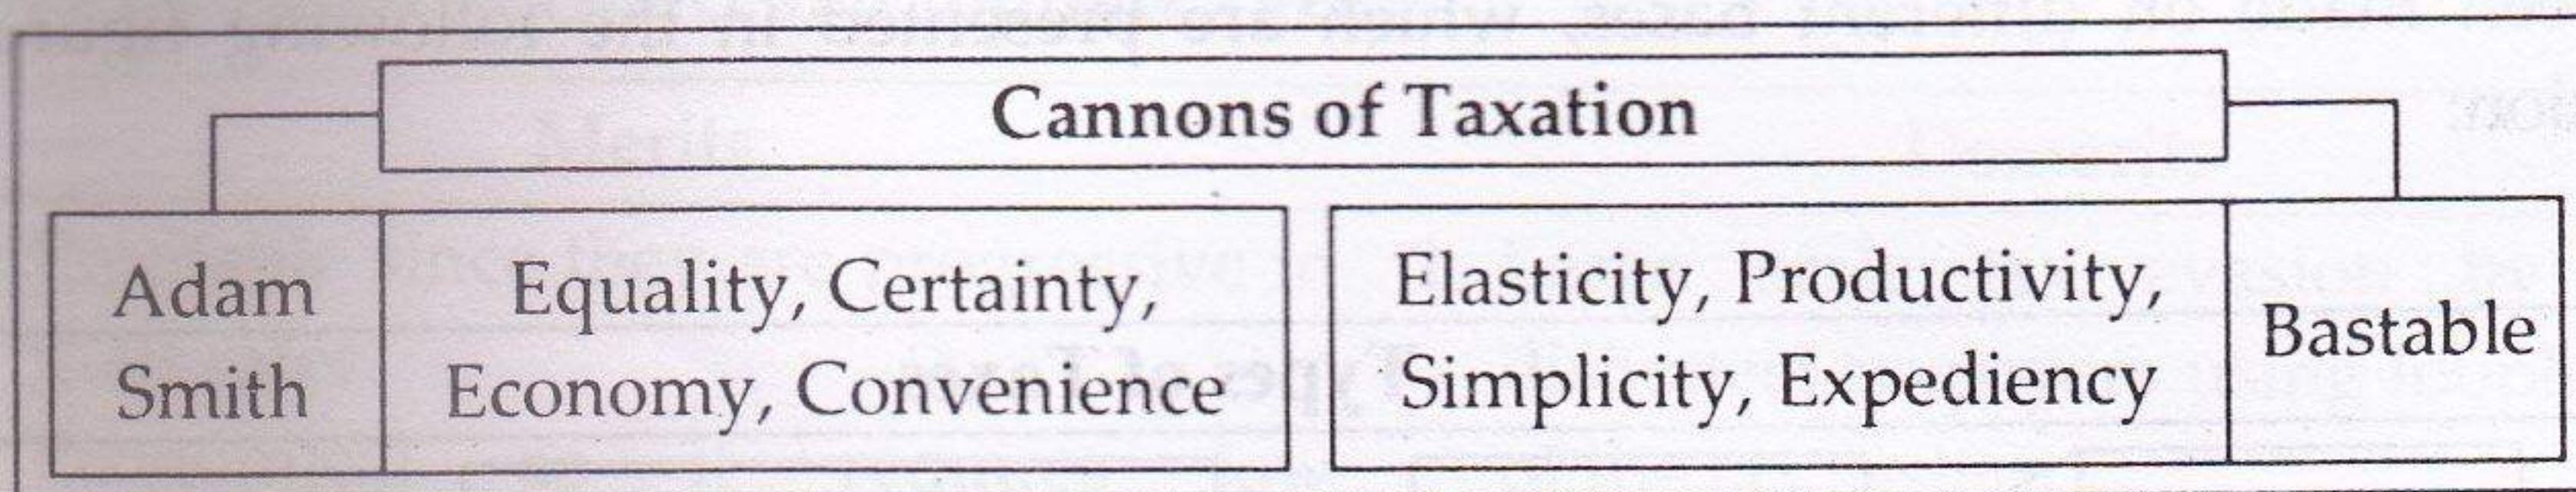 Cannons of Taxation
Adam
Smith
Equality, Certainty,
Economy, Convenience
Elasticity, Productivity,
Simplicity, Expediency
Bastable